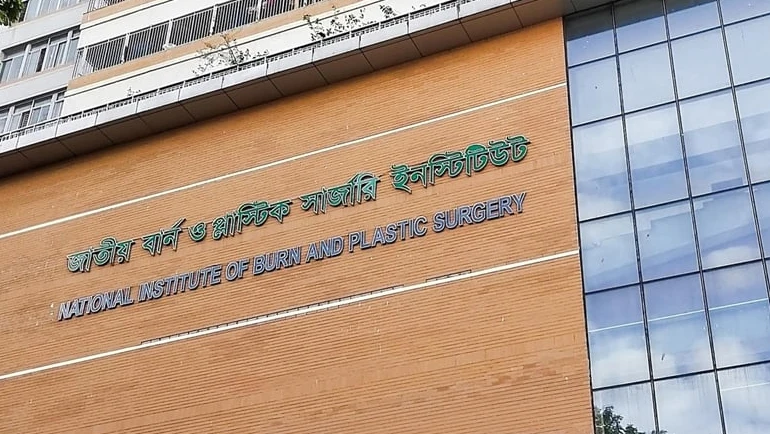 জাতীয় বার্ন ও প্লাস্টিক সার্জারি ইনস্টিটিউট
NATIONAL INSTITUTE OF BURN AND PLASTIC SURGERY